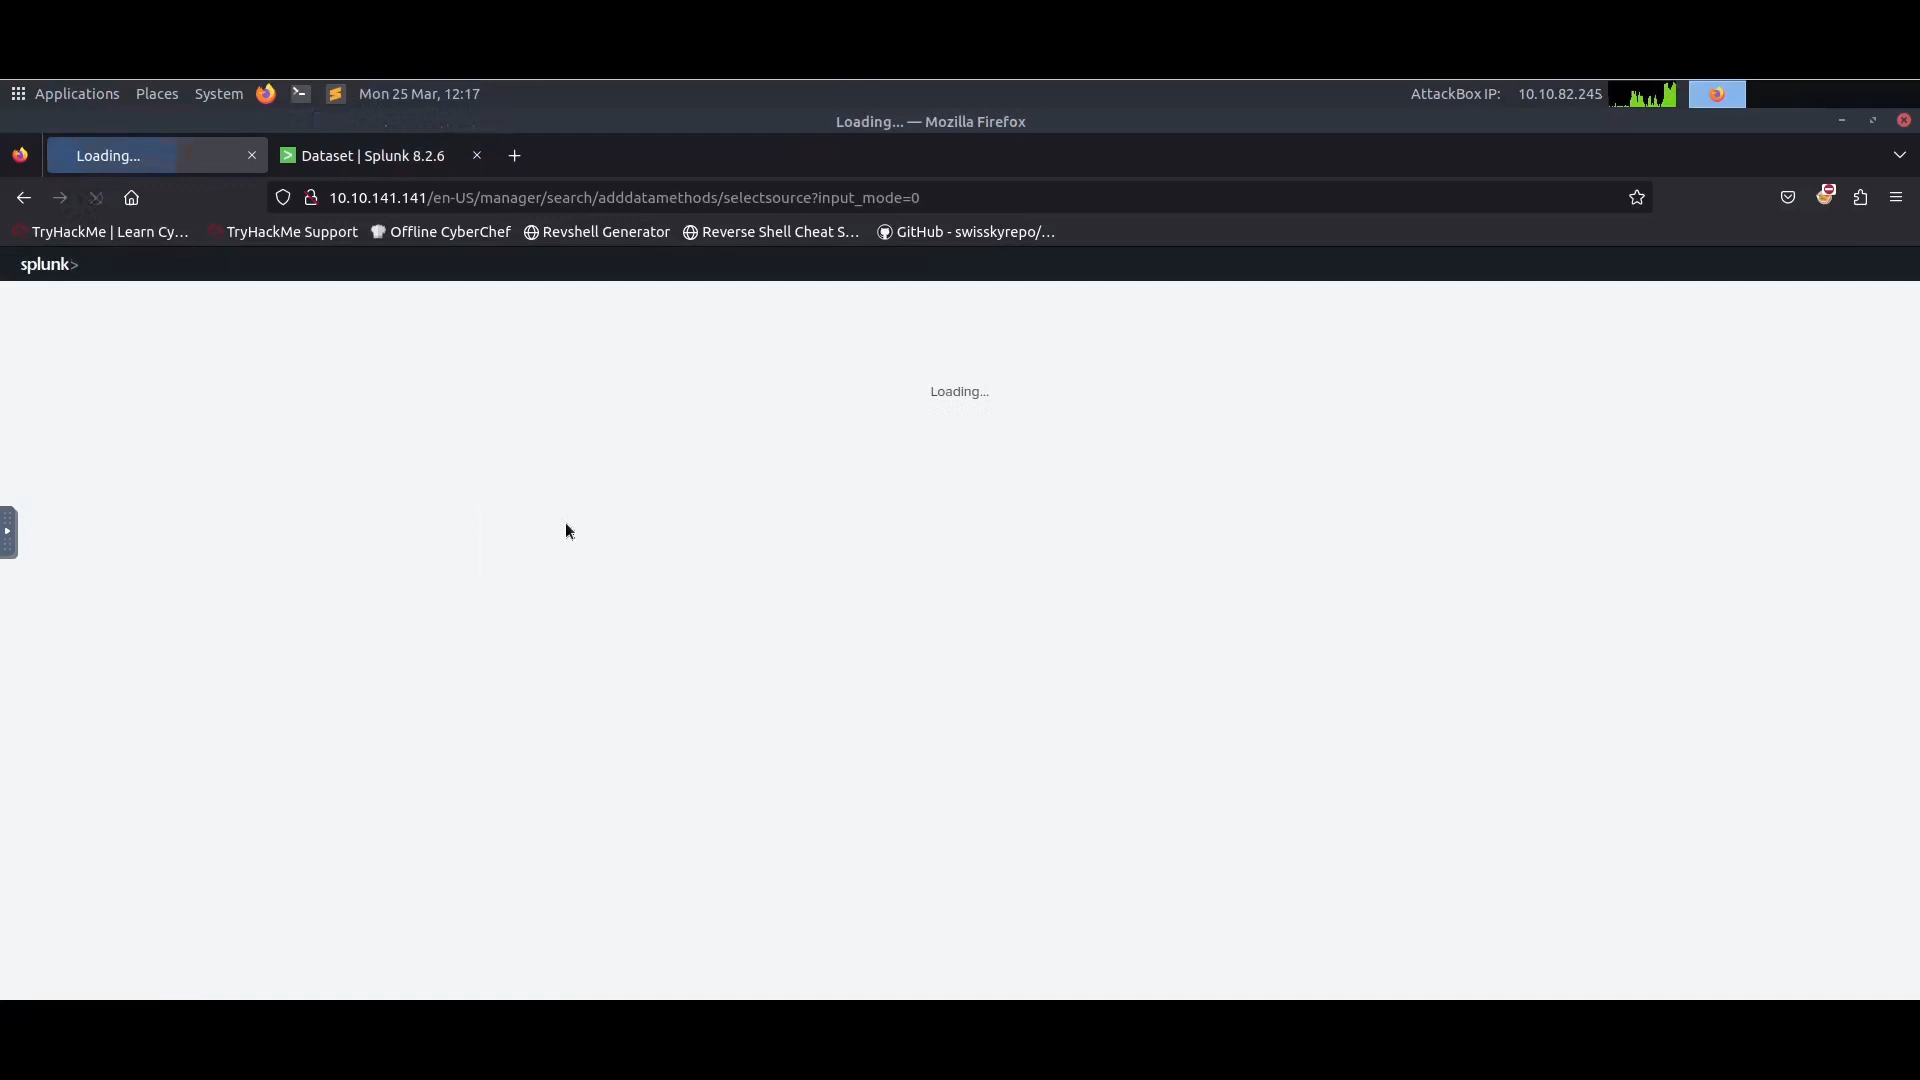 Applications Places System Mon 25 Mar, 12:17 AttackBox IP: 10.10.82.245
Loading... — Mozilla Firefox
Loading... Dataset | Splunk 8.2.6
10.10.141.141/en-US/manager/search/adddatamethods/selectsource?input_mode=0
TryHackMe | Learn Cy... TryHackMe Support Offline CyberChef Revshell Generator Reverse Shell Cheat S... GitHub - swisskyrepo/...
splunk>
Loading...